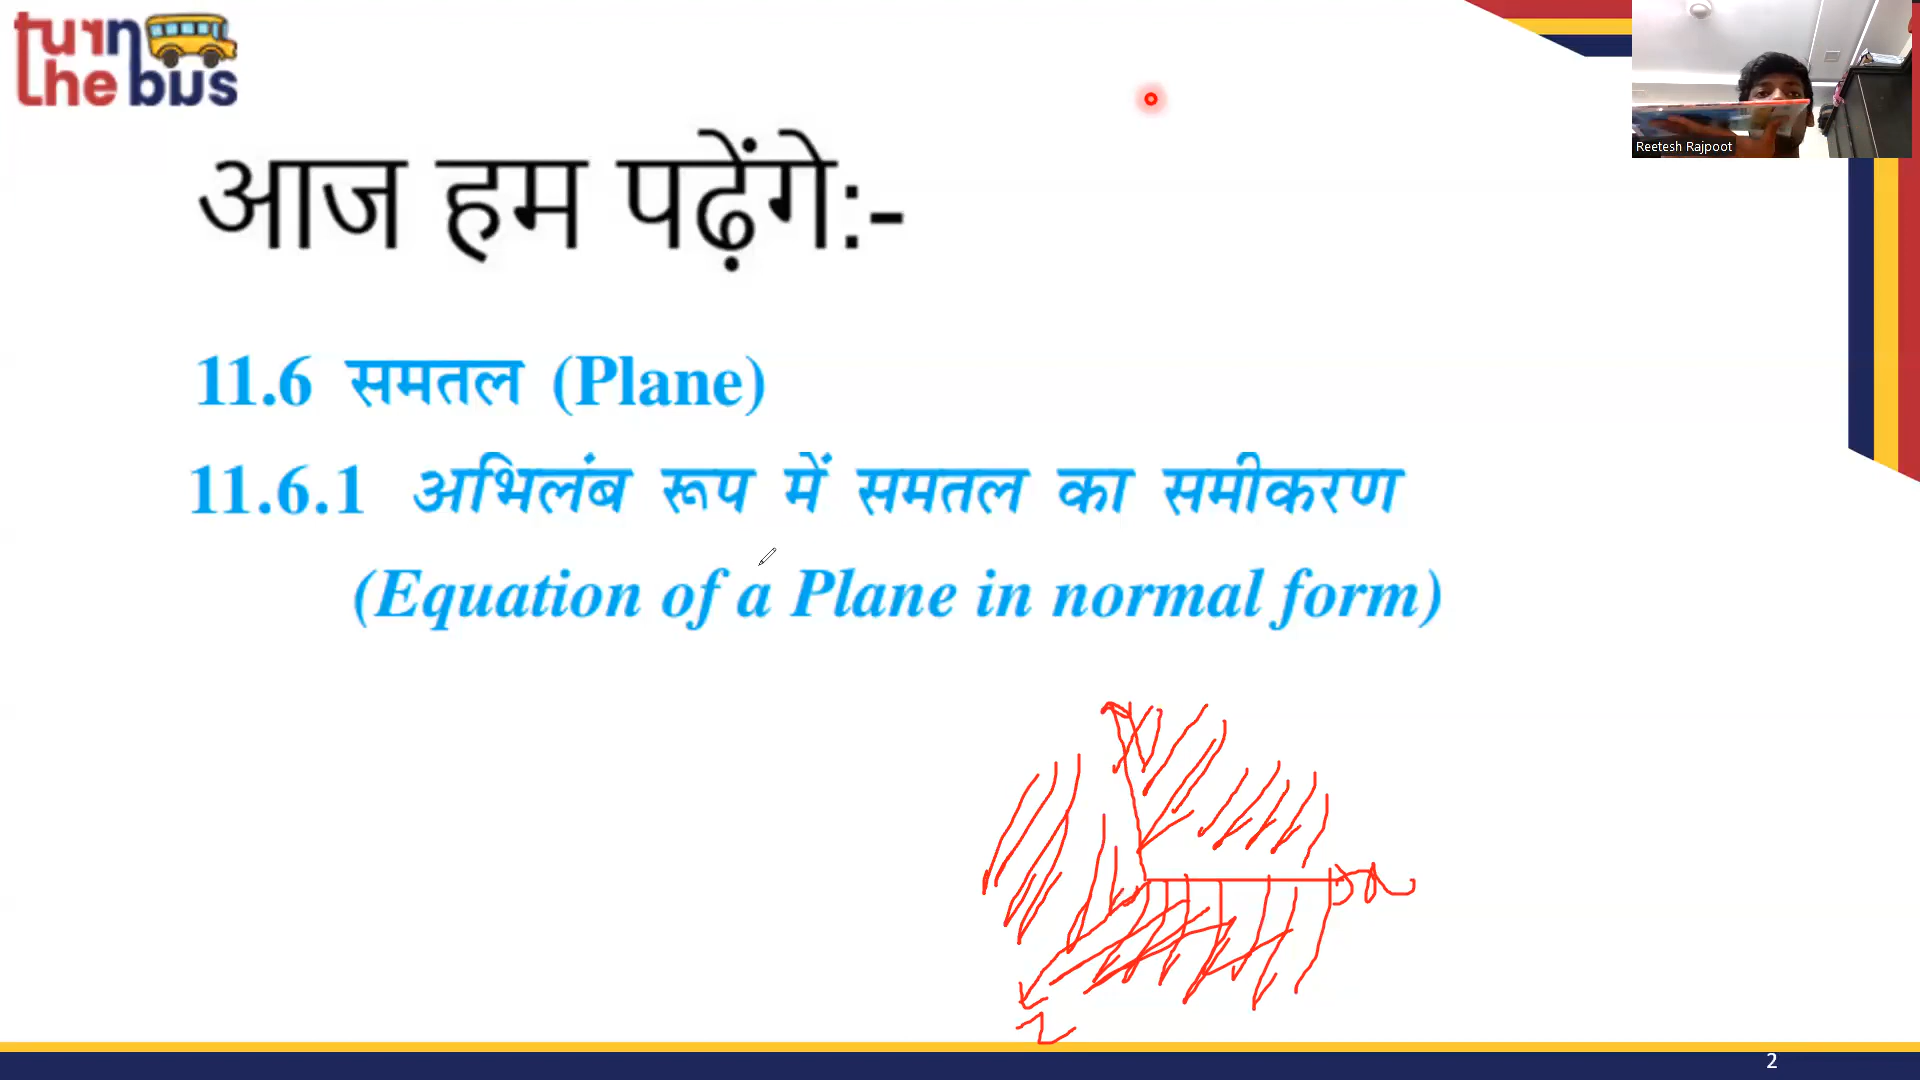 turn
the bus
Reetesh Rajpoot
आज हम पढ़ेंगे:-
11.6 समतल (Plane)
11.6.1 अभिलंब रूप में समतल का समीकरण
(Equation of a Plane in normal form)
2